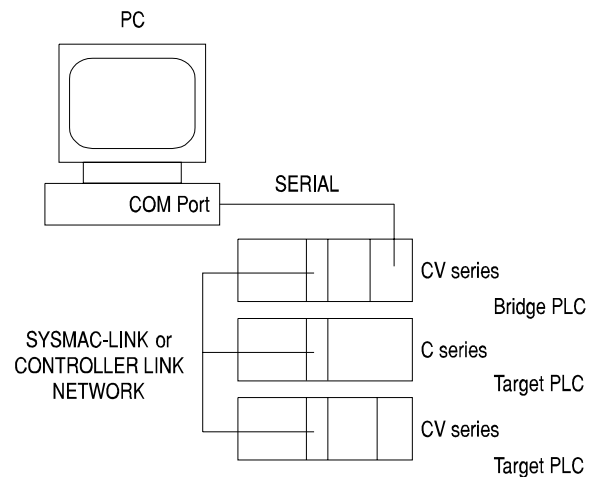 PC
COM Port
SERIAL
CV series
Bridge PLC
SYSMAC-LINK or
CONTROLLER LINK
NETWORK
C series
Target PLC
CV series
Target PLC